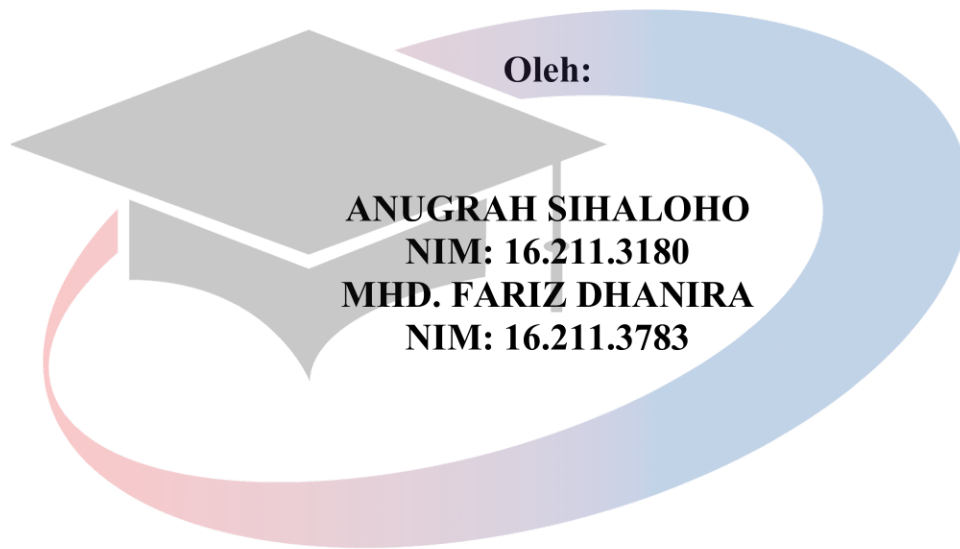 Oleh:
ANUGRAH SIHALOHO
NIM: 16.211.3180
MHD. FARIZ DHANIRA
NIM: 16.211.3783